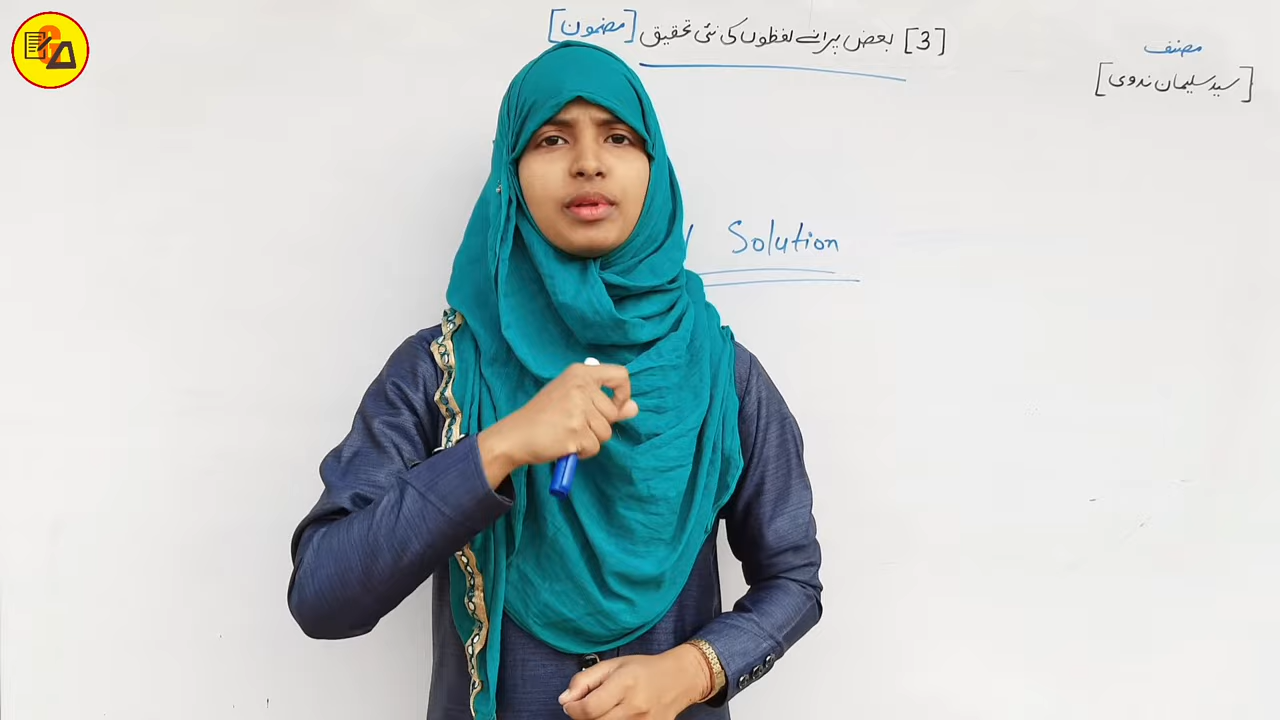 [3] بعض پرانے لفظوں کی نئی تحقیق [مضمون]
مصنف
[سید سلیمان ندوی]
Solution